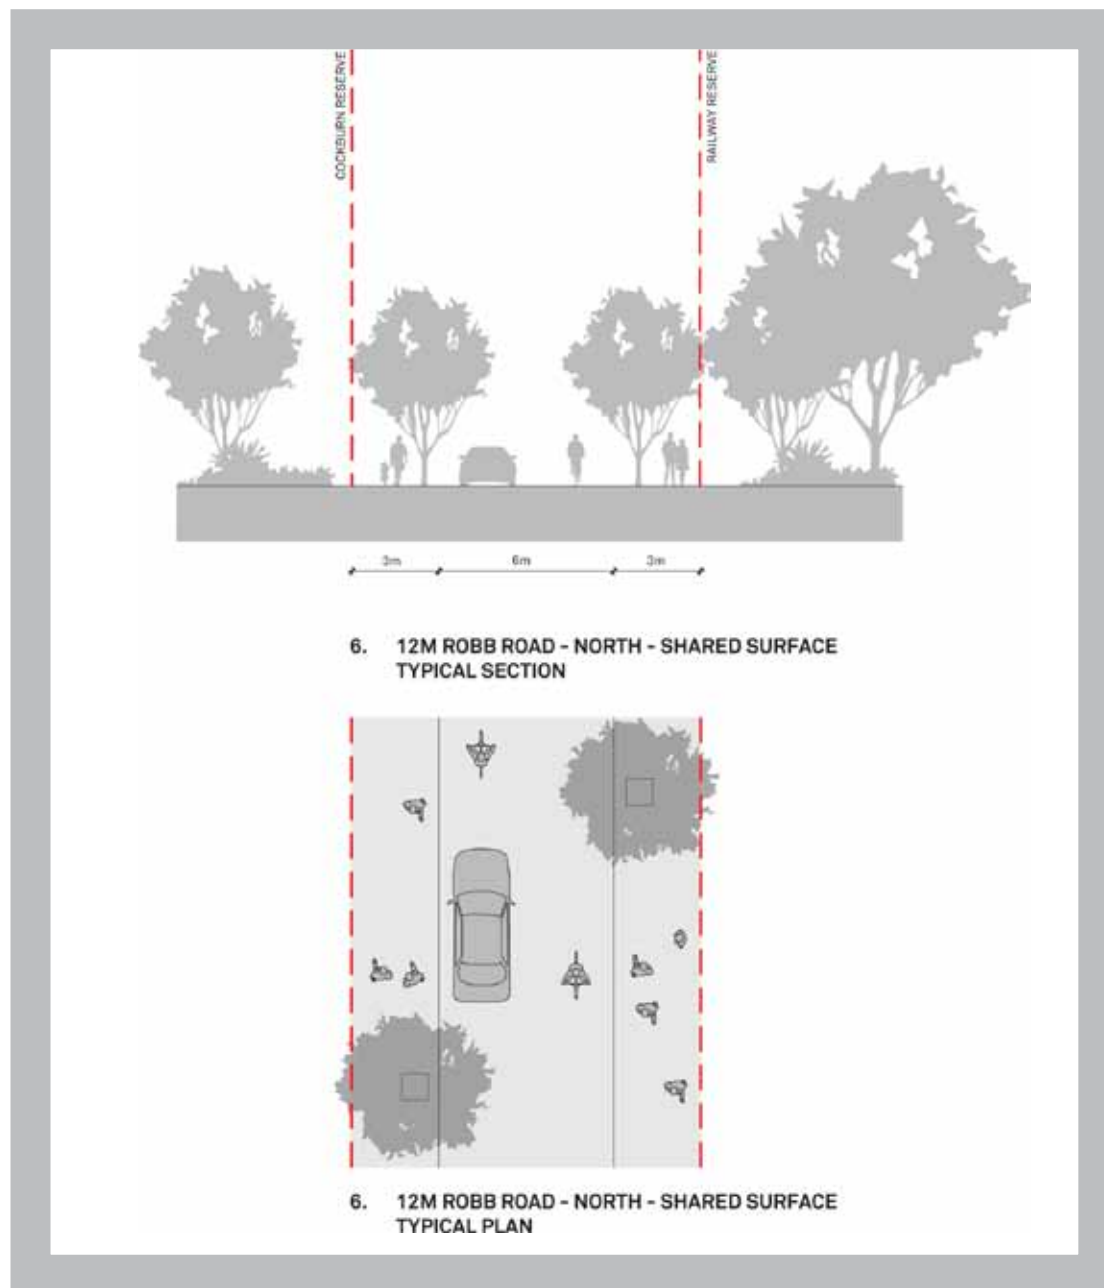 COCKBURN RESERVE
RAILWAY RESERVE
3m
6m
3m
6. 12M ROBB ROAD - NORTH - SHARED SURFACE
TYPICAL SECTION
6. 12M ROBB ROAD - NORTH - SHARED SURFACE
TYPICAL PLAN